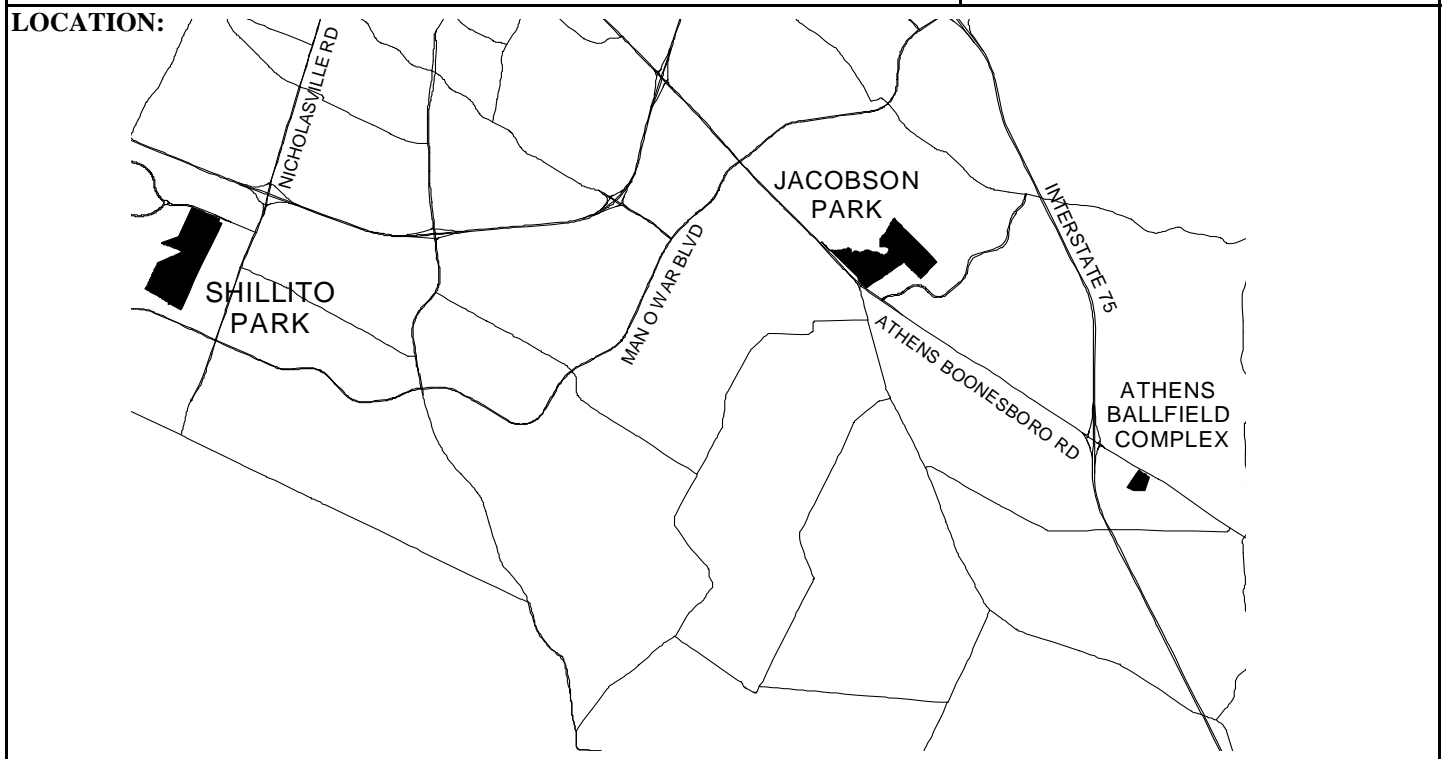 LOCATION:
NICHOLASVILLE RD
JACOBSON
PARK
INTERSTATE 75
SHILLITO
PARK
MAN O WAR BLVD
ATHENS BOONESBORO RD
ATHENS
BALLFIELD
COMPLEX